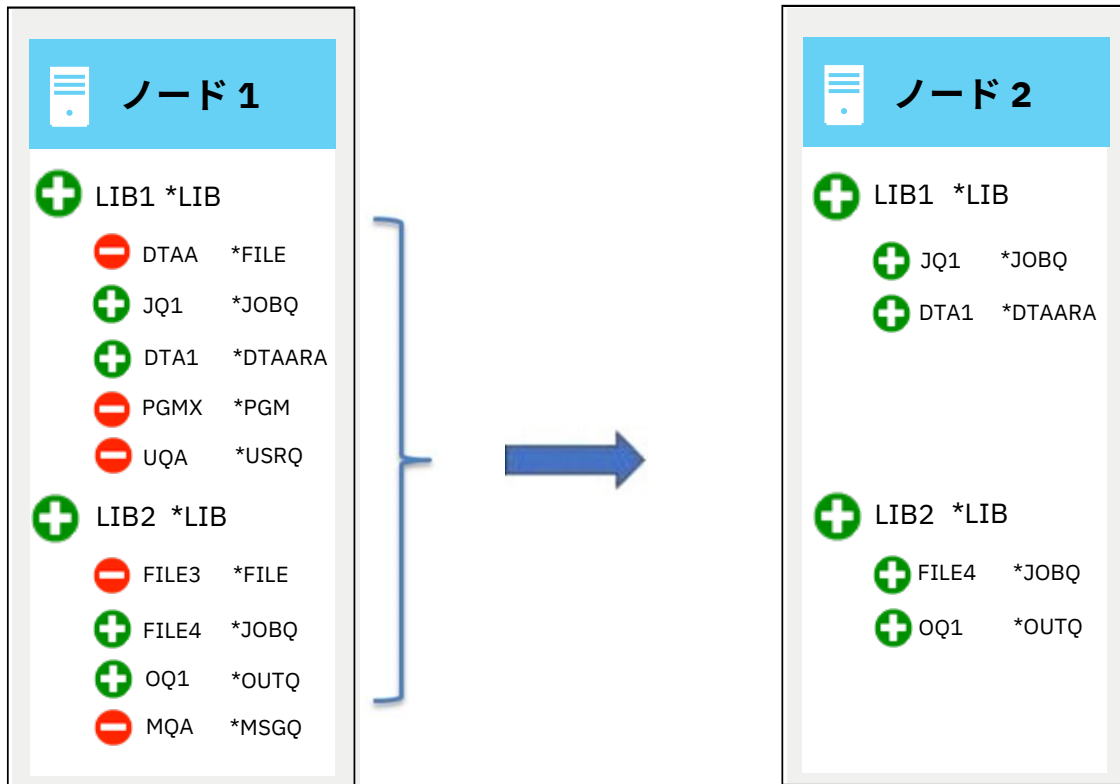 ノード 1
LIB1 *LIB
DTAA *FILE
JQ1 *JOBQ
DTA1 *DTAARA
PGMX *PGM
UQA *USRQ
LIB2 *LIB
FILE3 *FILE
FILE4 *JOBQ
OQ1 *OUTQ
MQA *MSGQ
ノード 2
LIB1 *LIB
JQ1 *JOBQ
DTA1 *DTAARA
LIB2 *LIB
FILE4 *JOBQ
OQ1 *OUTQ